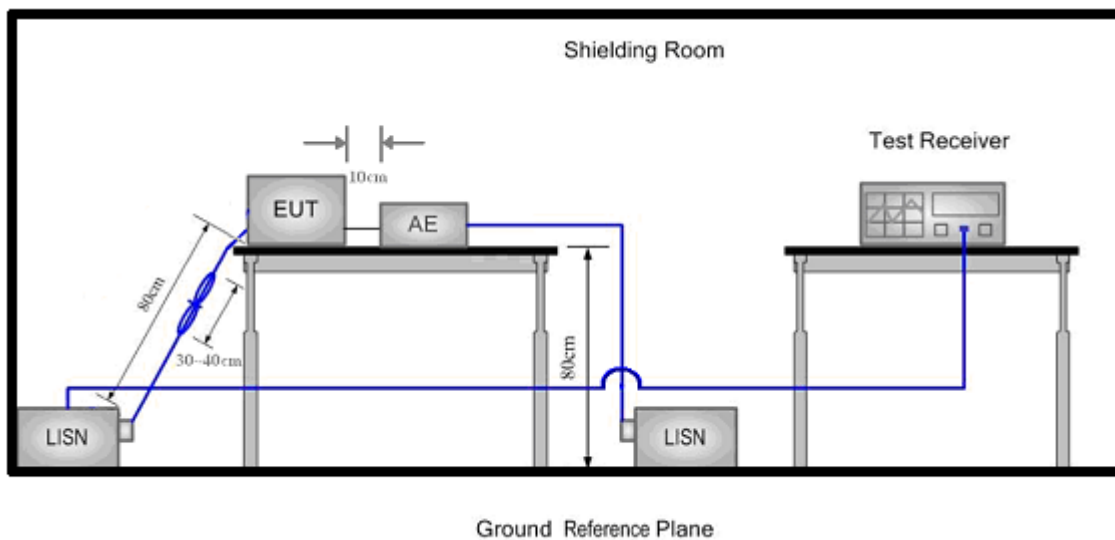 Shielding Room
Test Receiver
10cm
EUT
AE
80cm
30--40cm
80cm
LISN
LISN
Ground Reference Plane